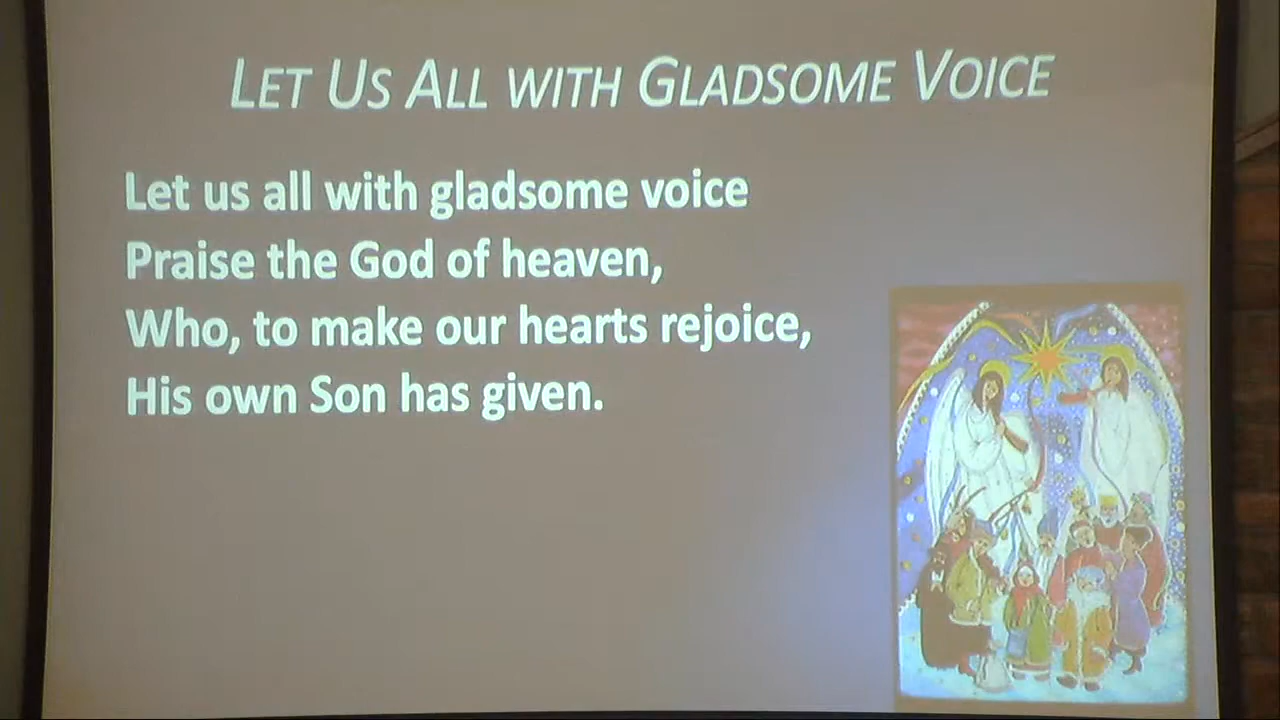 LET US ALL WITH GLADSOME VOICE
Let us all with gladsome voice
Praise the God of heaven,
Who, to make our hearts rejoice,
His own Son has given.